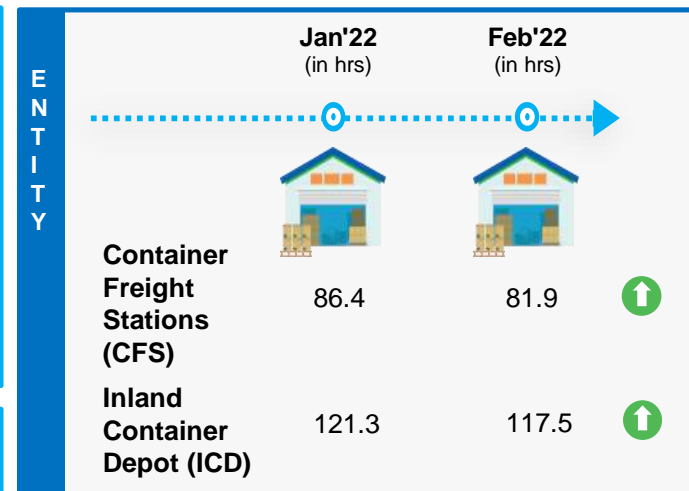 ENTITY
Jan'22 Feb'22
(in hrs) (in hrs)
Container
Freight
Stations
(CFS)
86.4 81.9
Inland
Container
Depot (ICD)
121.3 117.5